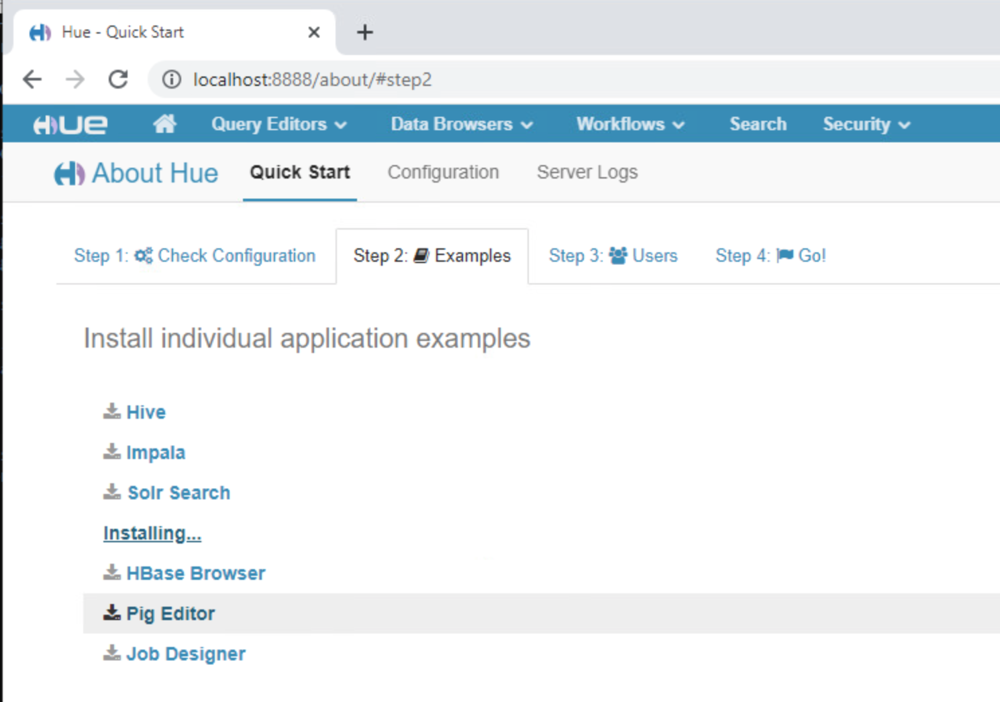 Hue - Quick Start
localhost:8888/about/#step2
HUE Query Editors Data Browsers Workflows Search Security
About Hue Quick Start Configuration Server Logs
Step 1: Check Configuration Step 2: Examples Step 3: Users Step 4: Go!
Install individual application examples
Hive
Impala
Solr Search
Installing...
HBase Browser
Pig Editor
Job Designer